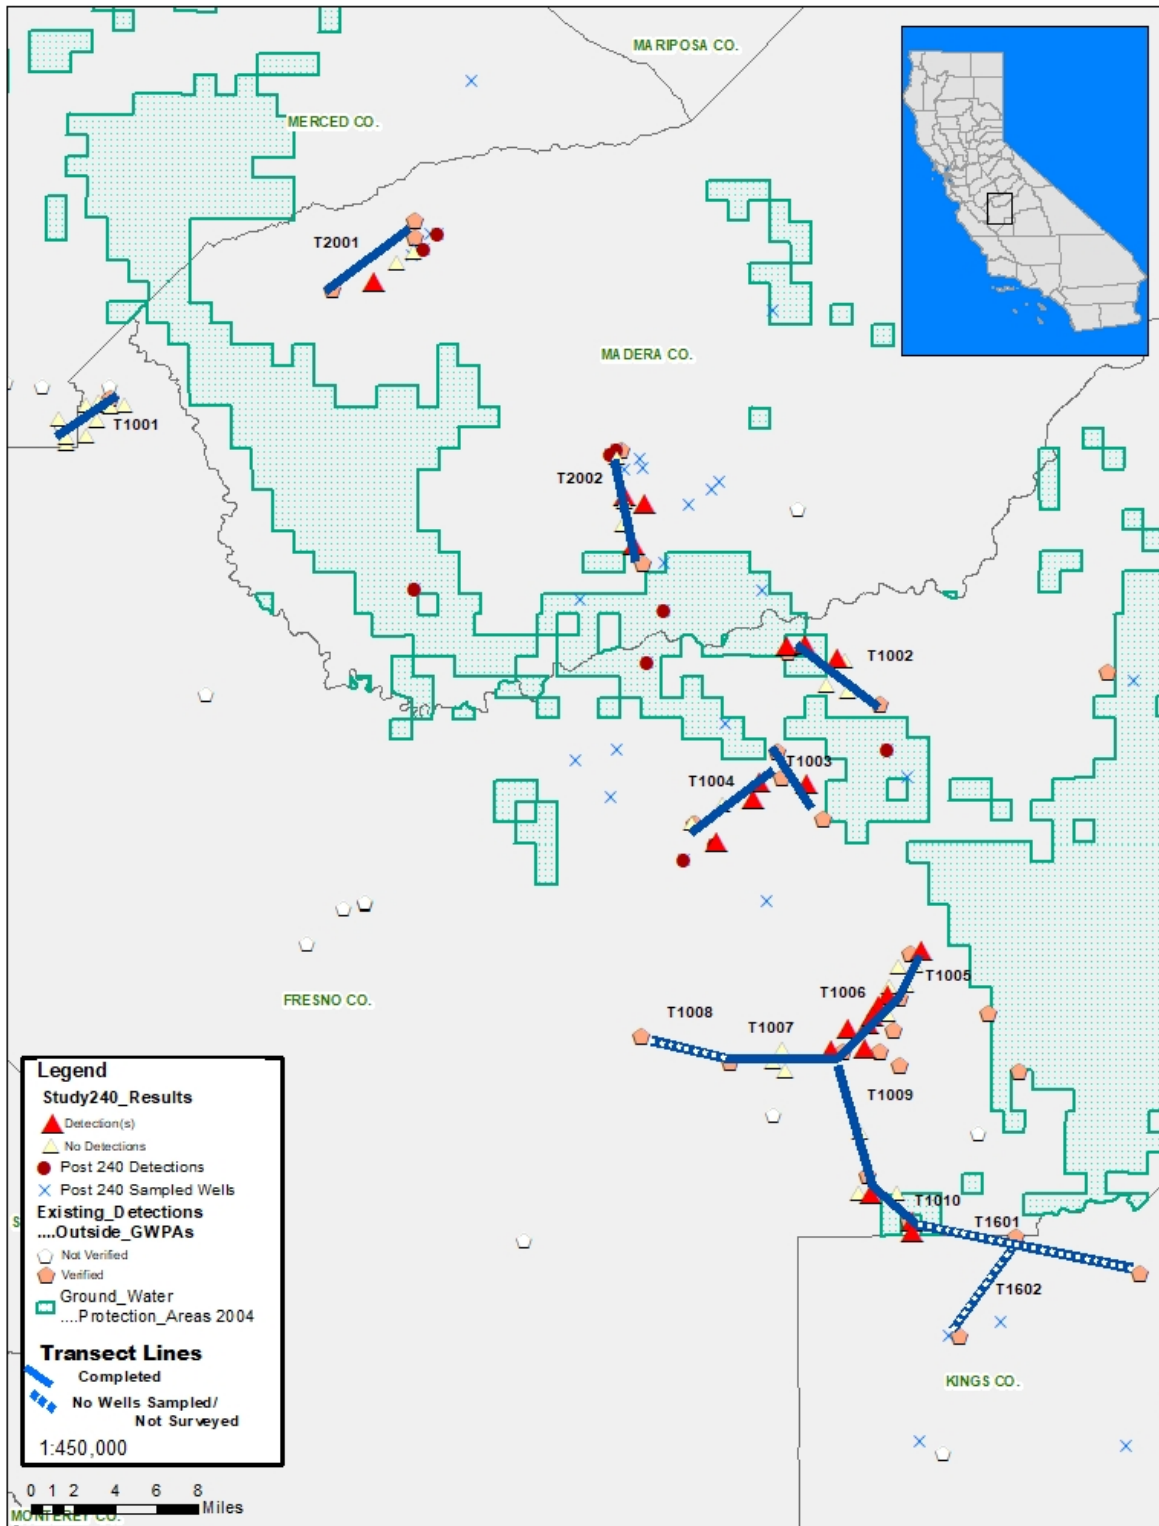 MARIPOSA CO.
MERCED CO.
T2001
MADERA CO.
T1001
T2002
T1002
T1003
T1004
T1005
T1006
FRESNO CO.
T1008
T1007
T1009
T1010
T1601
T1602
KINGS CO.
Legend
Study240_Results
Detection(s)
No Detections
Post 240 Detections
Post 240 Sampled Wells
Existing_Detections
....Outside_GWPAs
Not Verified
Verified
Ground_Water
....Protection_Areas 2004
Transect Lines
Completed
No Wells Sampled/
Not Surveyed
1:450,000
0 1 2 4 6 8
Miles
MONTEREY CO.